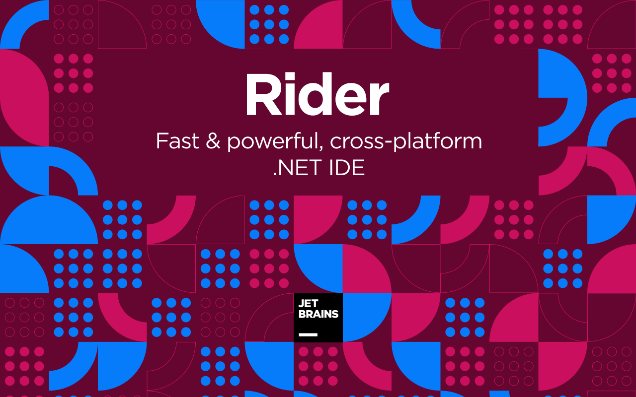 Rider
Fast & powerful, cross-platform
.NET IDE
JET
BRAINS